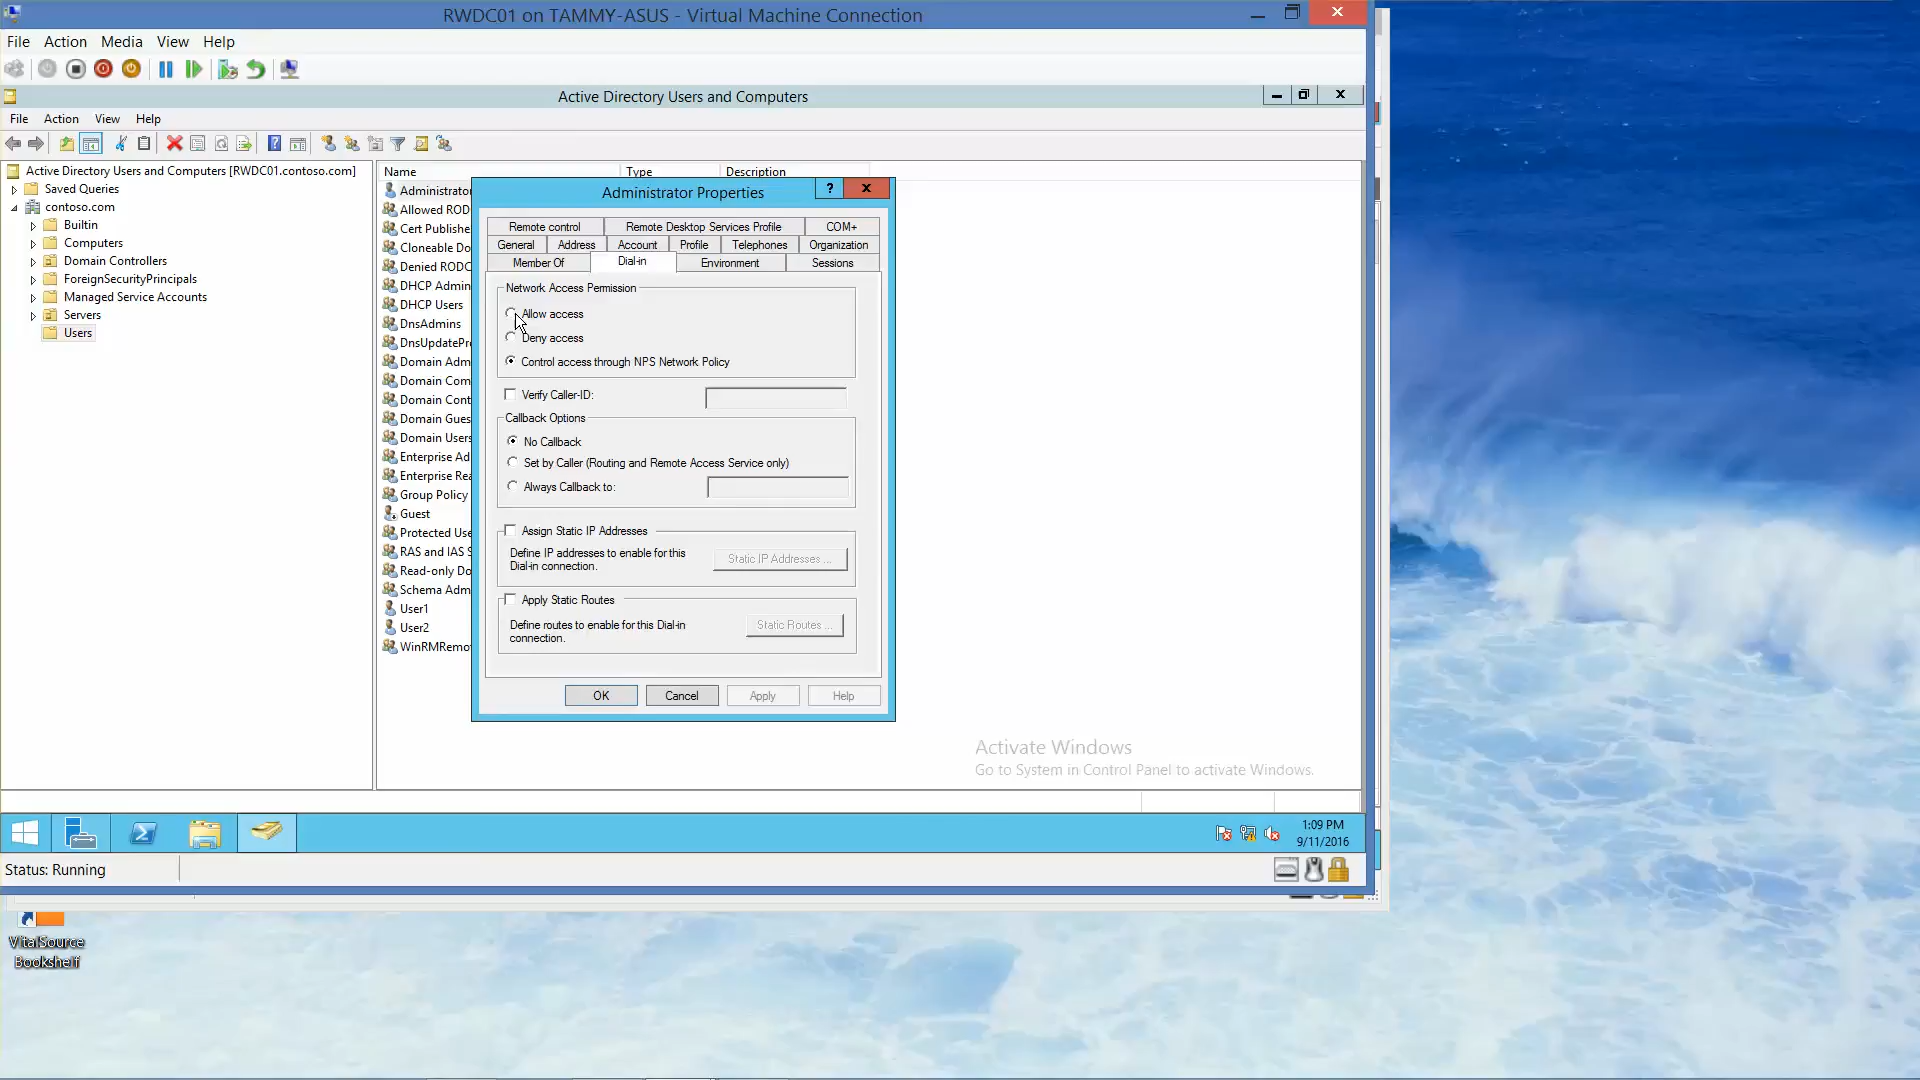 RWDC01 on TAMMY-ASUS - Virtual Machine Connection
File Action Media View Help
Active Directory Users and Computers
File Action View Help
Active Directory Users and Computers [RWDC01.contoso.com]
Saved Queries
contoso.com
Builtin
Computers
Domain Controllers
ForeignSecurityPrincipals
Managed Service Accounts
Servers
Users
Name Type Description
Administrator
Allowed ROD
Cert Publishe
Cloneable Do
Denied RODC
DHCP Admin
DHCP Users
DnsAdmins
DnsUpdatePr
Domain Adm
Domain Com
Domain Cont
Domain Gues
Domain Users
Enterprise Ad
Enterprise Rea
Group Policy
Guest
Protected Use
RAS and IAS S
Read-only Do
Schema Adm
User1
User2
WinRMRemo
Administrator Properties
?
Remote control Remote Desktop Services Profile COM+
General Address Account Profile Telephones Organization
Member Of Dial-in Environment Sessions
Network Access Permission
Allow access
Deny access
Control access through NPS Network Policy
Verify Caller-ID:
Callback Options
No Callback
Set by Caller (Routing and Remote Access Service only)
Always Callback to:
Assign Static IP Addresses
Define IP addresses to enable for this
Dial-in connection.
Static IP Addresses ...
Apply Static Routes
Define routes to enable for this Dial-in
connection.
Static Routes ...
OK Cancel Apply Help
Activate Windows
Go to System in Control Panel to activate Windows.
1:09 PM
9/11/2016
Status: Running
VitalSource
Bookshelf